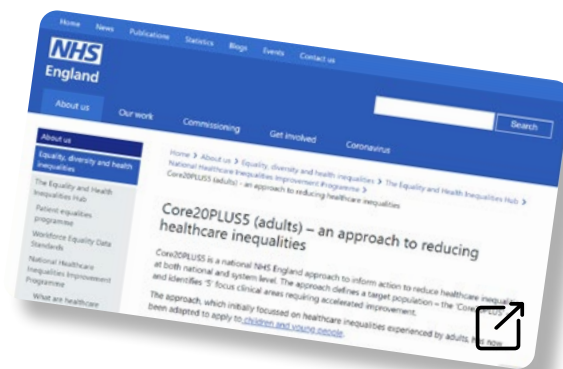 Home News Publications Statistics Blogs Events Contact us
NHS
England
Search
About us Our work Commissioning Get involved Coronavirus
About us
Equality, diversity and health
inequalities
The Equality and Health
Inequalities Hub
Patient equalities
programme
Workforce Equality Data
Standards
National Healthcare
Inequalities Improvement
Programme
What are healthcare
Home > About us > Equality, diversity and health inequalities > The Equality and Health Inequalities Hub >
National Healthcare Inequalities Improvement Programme >
Core20PLUS5 (adults) – an approach to reducing healthcare inequalities
Core20PLUS5 (adults) – an approach to reducing
healthcare inequalities
Core20PLUS5 is a national NHS England approach to inform action to reduce healthcare
at both national and system level. The approach defines a target population – the 'Core20PLUS'
and identifies '5' focus clinical areas requiring accelerated improvement.
The approach, which initially focussed on healthcare inequalities experienced by adults, has now
been adapted to apply to children and young people.